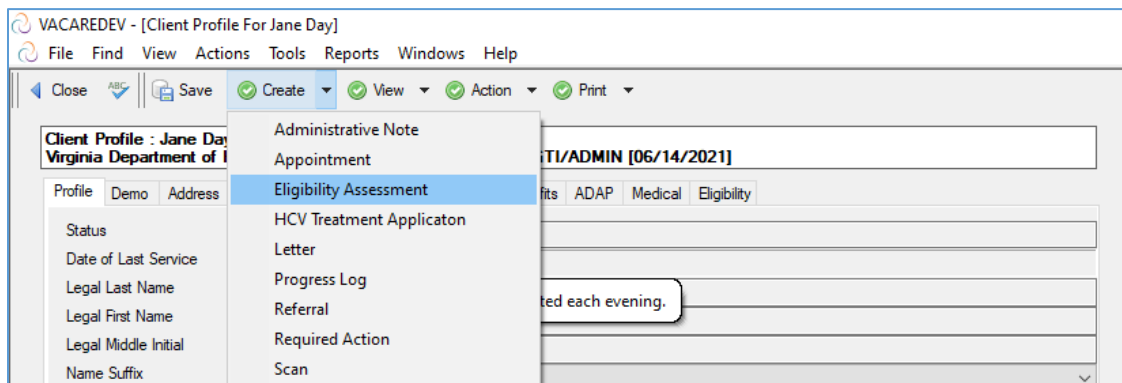 VACAREDEV - [Client Profile For Jane Day]
File Find View Actions Tools Reports Windows Help
Close ABC Save Create View Action Print
Client Profile : Jane Day
Virginia Department of TI/ADMIN [06/14/2021]
Profile Demo Address fits ADAP Medical Eligibility
Administrative Note
Appointment
Eligibility Assessment
HCV Treatment Applicaton
Letter
Progress Log
Referral
Required Action
Scan
Status
Date of Last Service
Legal Last Name
ted each evening.
Legal First Name
Legal Middle Initial
Name Suffix